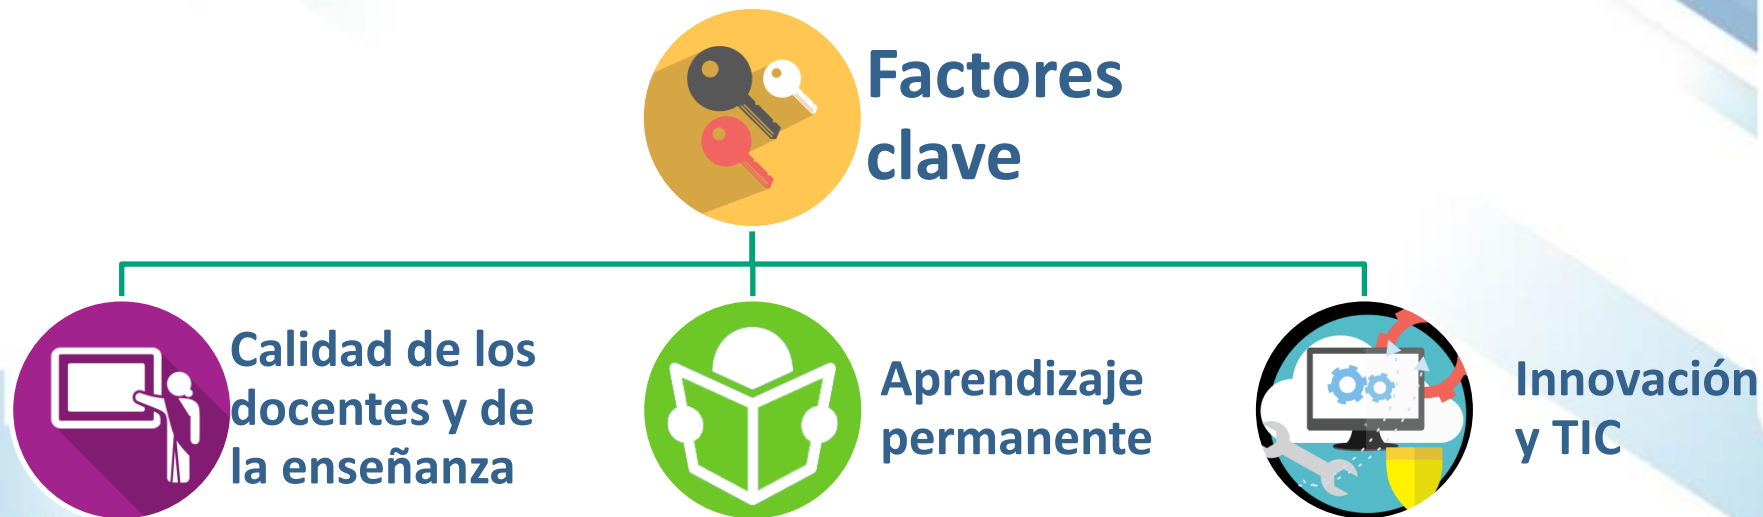 Factores
clave
Calidad de los
docentes y de
la enseñanza
Aprendizaje
permanente
Innovación
y TIC